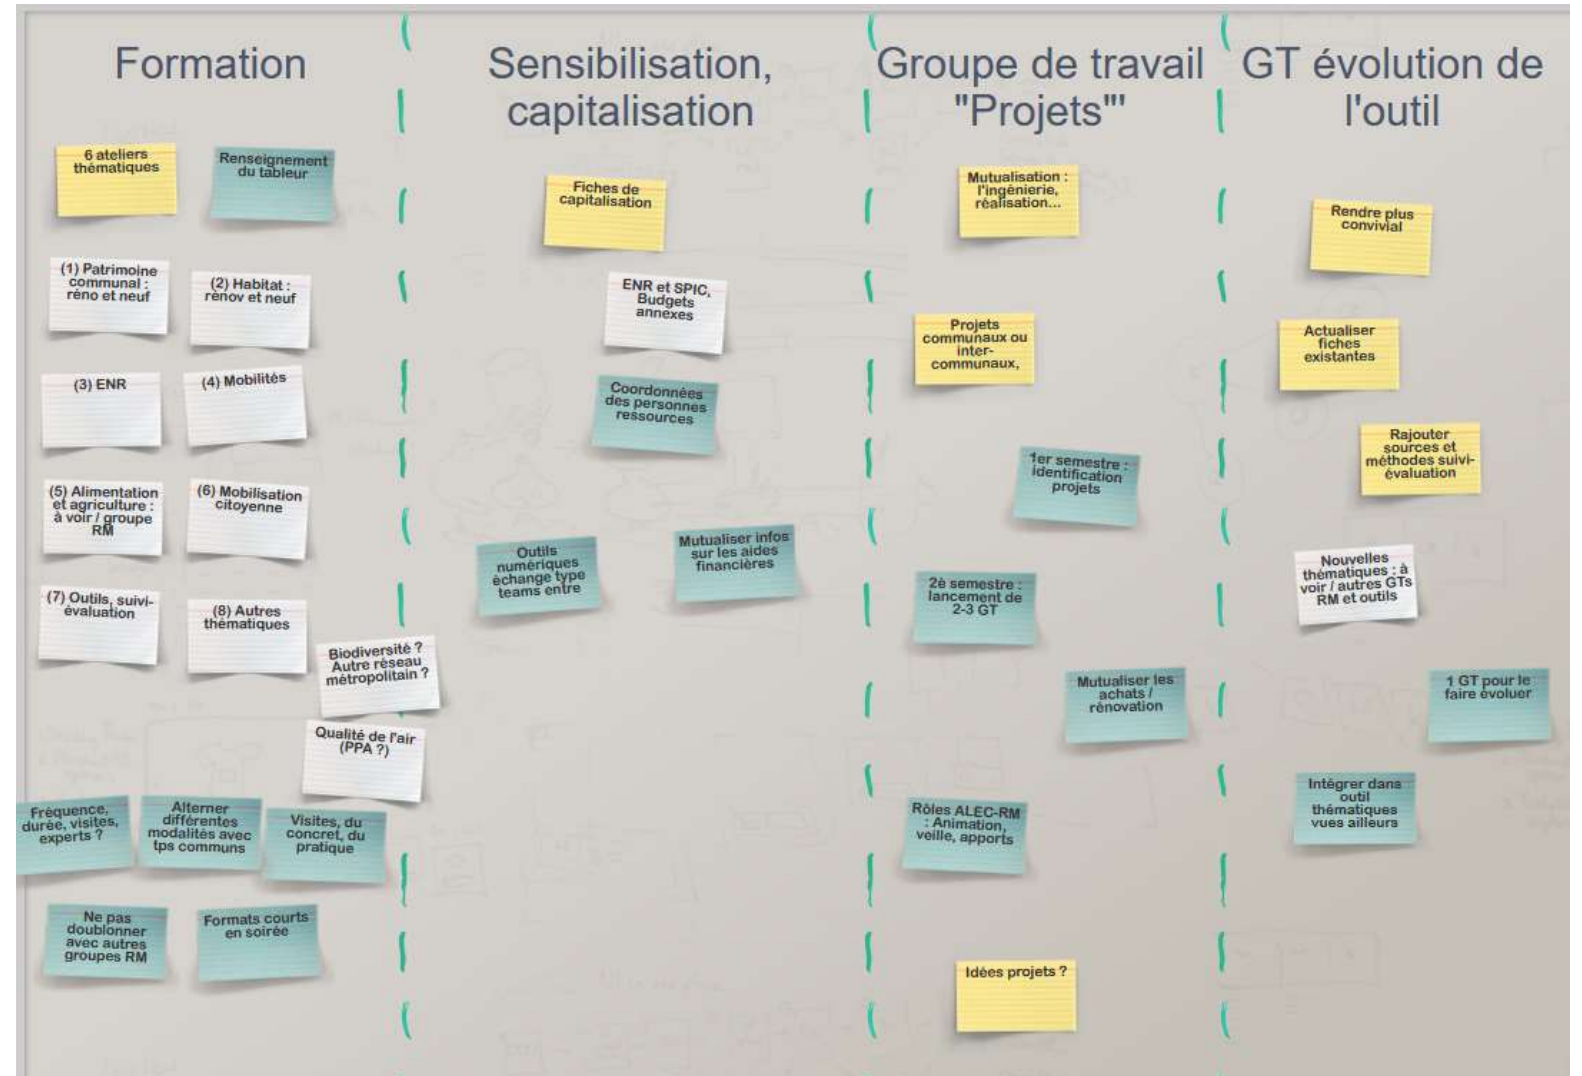 Formation
6 ateliers
thématiques
Renseignement
du tableur
(1) Patrimoine
communal :
réno et neuf
(2) Habitat :
rénov et neuf
(3) ENR
(4) Mobilités
(5) Alimentation
et agriculture :
à voir / groupe
RM
(6) Mobilisation
citoyenne
(7) Outils, suivi-
évaluation
(8) Autres
thématiques
Biodiversité ?
Autre réseau
métropolitain ?
Qualité de l'air
(PPA ?)
Fréquence,
durée, visites,
experts ?
Alterner
différentes
modalités avec
tps communs
Visites, du
concret, du
pratique
Ne pas
doublonner
avec autres
groupes RM
Formats courts
en soirée
Sensibilisation,
capitalisation
Fiches de
capitalisation
ENR et SPIC,
Budgets
annexes
Coordonnées
des personnes
ressources
Outils
numériques
échange type
teams entre
Mutualiser infos
sur les aides
financières
Groupe de travail
"Projets"'
Mutualisation :
l'ingénierie,
réalisation...
Projets
communaux ou
inter-
communaux,
1er semestre :
identification
projets
2è semestre :
lancement de
2-3 GT
Mutualiser les
achats /
rénovation
Rôles ALEC-RM
: Animation,
veille, apports
Idées projets ?
GT évolution de
l'outil
Rendre plus
convivial
Actualiser
fiches
existantes
Rajouter
sources et
méthodes suivi-
évaluation
Nouvelles
thématiques : à
voir / autres GTs
RM et outils
1 GT pour le
faire évoluer
Intégrer dans
outil
thématiques
vues ailleurs